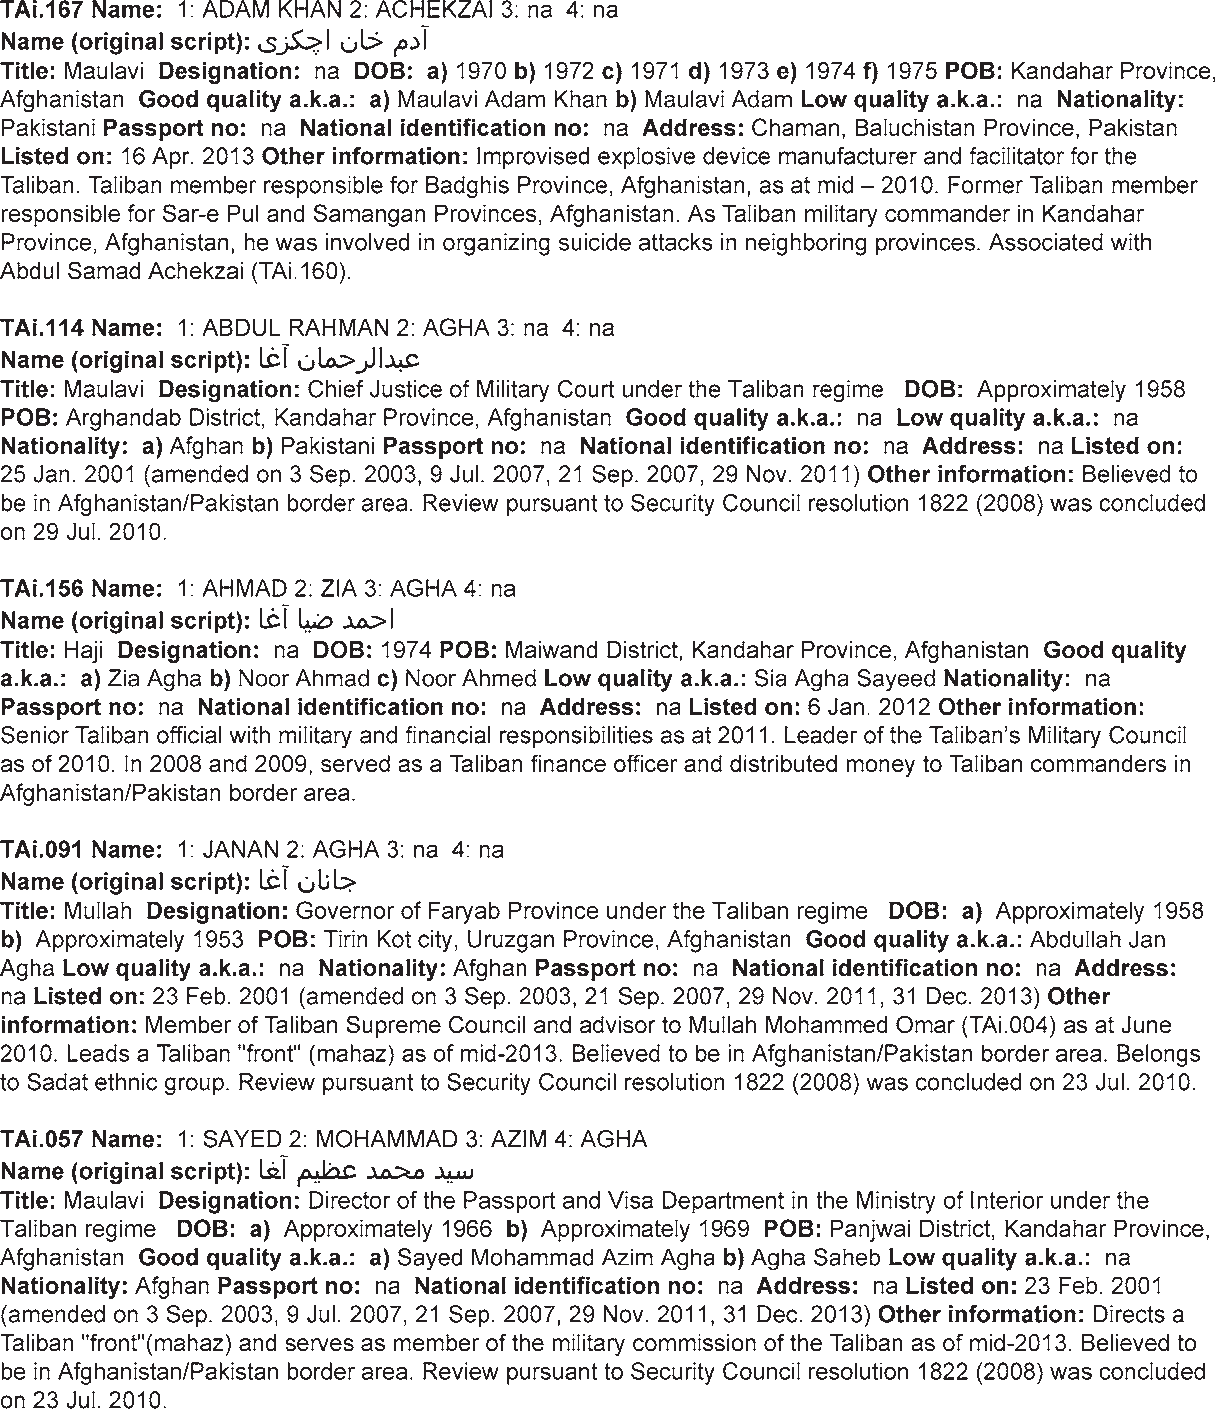 TAi.167 Name: 1: ADAM KHAN 2: ACHEKZAI 3: na 4: na
Name (original script): آدم خان اچکزی
Title: Maulavi Designation: na DOB: a) 1970 b) 1972 c) 1971 d) 1973 e) 1974 f) 1975 POB: Kandahar Province,
Afghanistan Good quality a.k.a.: a) Maulavi Adam Khan b) Maulavi Adam Low quality a.k.a.: na Nationality:
Pakistani Passport no: na National identification no: na Address: Chaman, Baluchistan Province, Pakistan
Listed on: 16 Apr. 2013 Other information: Improvised explosive device manufacturer and facilitator for the
Taliban. Taliban member responsible for Badghis Province, Afghanistan, as at mid – 2010. Former Taliban member
responsible for Sar-e Pul and Samangan Provinces, Afghanistan. As Taliban military commander in Kandahar
Province, Afghanistan, he was involved in organizing suicide attacks in neighboring provinces. Associated with
Abdul Samad Achekzai (TAi.160).
TAi.114 Name: 1: ABDUL RAHMAN 2: AGHA 3: na 4: na
Name (original script): عبدالرحمان آغا
Title: Maulavi Designation: Chief Justice of Military Court under the Taliban regime DOB: Approximately 1958
POB: Arghandab District, Kandahar Province, Afghanistan Good quality a.k.a.: na Low quality a.k.a.: na
Nationality: a) Afghan b) Pakistani Passport no: na National identification no: na Address: na Listed on:
25 Jan. 2001 (amended on 3 Sep. 2003, 9 Jul. 2007, 21 Sep. 2007, 29 Nov. 2011) Other information: Believed to
be in Afghanistan/Pakistan border area. Review pursuant to Security Council resolution 1822 (2008) was concluded
on 29 Jul. 2010.
TAi.156 Name: 1: AHMAD 2: ZIA 3: AGHA 4: na
Name (original script): احمد ضیا آغا
Title: Haji Designation: na DOB: 1974 POB: Maiwand District, Kandahar Province, Afghanistan Good quality
a.k.a.: a) Zia Agha b) Noor Ahmad c) Noor Ahmed Low quality a.k.a.: Sia Agha Sayeed Nationality: na
Passport no: na National identification no: na Address: na Listed on: 6 Jan. 2012 Other information:
Senior Taliban official with military and financial responsibilities as at 2011. Leader of the Taliban’s Military Council
as of 2010. In 2008 and 2009, served as a Taliban finance officer and distributed money to Taliban commanders in
Afghanistan/Pakistan border area.
TAi.091 Name: 1: JANAN 2: AGHA 3: na 4: na
Name (original script): جانان آغا
Title: Mullah Designation: Governor of Faryab Province under the Taliban regime DOB: a) Approximately 1958
b) Approximately 1953 POB: Tirin Kot city, Uruzgan Province, Afghanistan Good quality a.k.a.: Abdullah Jan
Agha Low quality a.k.a.: na Nationality: Afghan Passport no: na National identification no: na Address:
na Listed on: 23 Feb. 2001 (amended on 3 Sep. 2003, 21 Sep. 2007, 29 Nov. 2011, 31 Dec. 2013) Other
information: Member of Taliban Supreme Council and advisor to Mullah Mohammed Omar (TAi.004) as at June
2010. Leads a Taliban "front" (mahaz) as of mid-2013. Believed to be in Afghanistan/Pakistan border area. Belongs
to Sadat ethnic group. Review pursuant to Security Council resolution 1822 (2008) was concluded on 23 Jul. 2010.
TAi.057 Name: 1: SAYED 2: MOHAMMAD 3: AZIM 4: AGHA
Name (original script): سید محمد عظیم آغا
Title: Maulavi Designation: Director of the Passport and Visa Department in the Ministry of Interior under the
Taliban regime DOB: a) Approximately 1966 b) Approximately 1969 POB: Panjwai District, Kandahar Province,
Afghanistan Good quality a.k.a.: a) Sayed Mohammad Azim Agha b) Agha Saheb Low quality a.k.a.: na
Nationality: Afghan Passport no: na National identification no: na Address: na Listed on: 23 Feb. 2001
(amended on 3 Sep. 2003, 9 Jul. 2007, 21 Sep. 2007, 29 Nov. 2011, 31 Dec. 2013) Other information: Directs a
Taliban "front"(mahaz) and serves as member of the military commission of the Taliban as of mid-2013. Believed to
be in Afghanistan/Pakistan border area. Review pursuant to Security Council resolution 1822 (2008) was concluded
on 23 Jul. 2010.